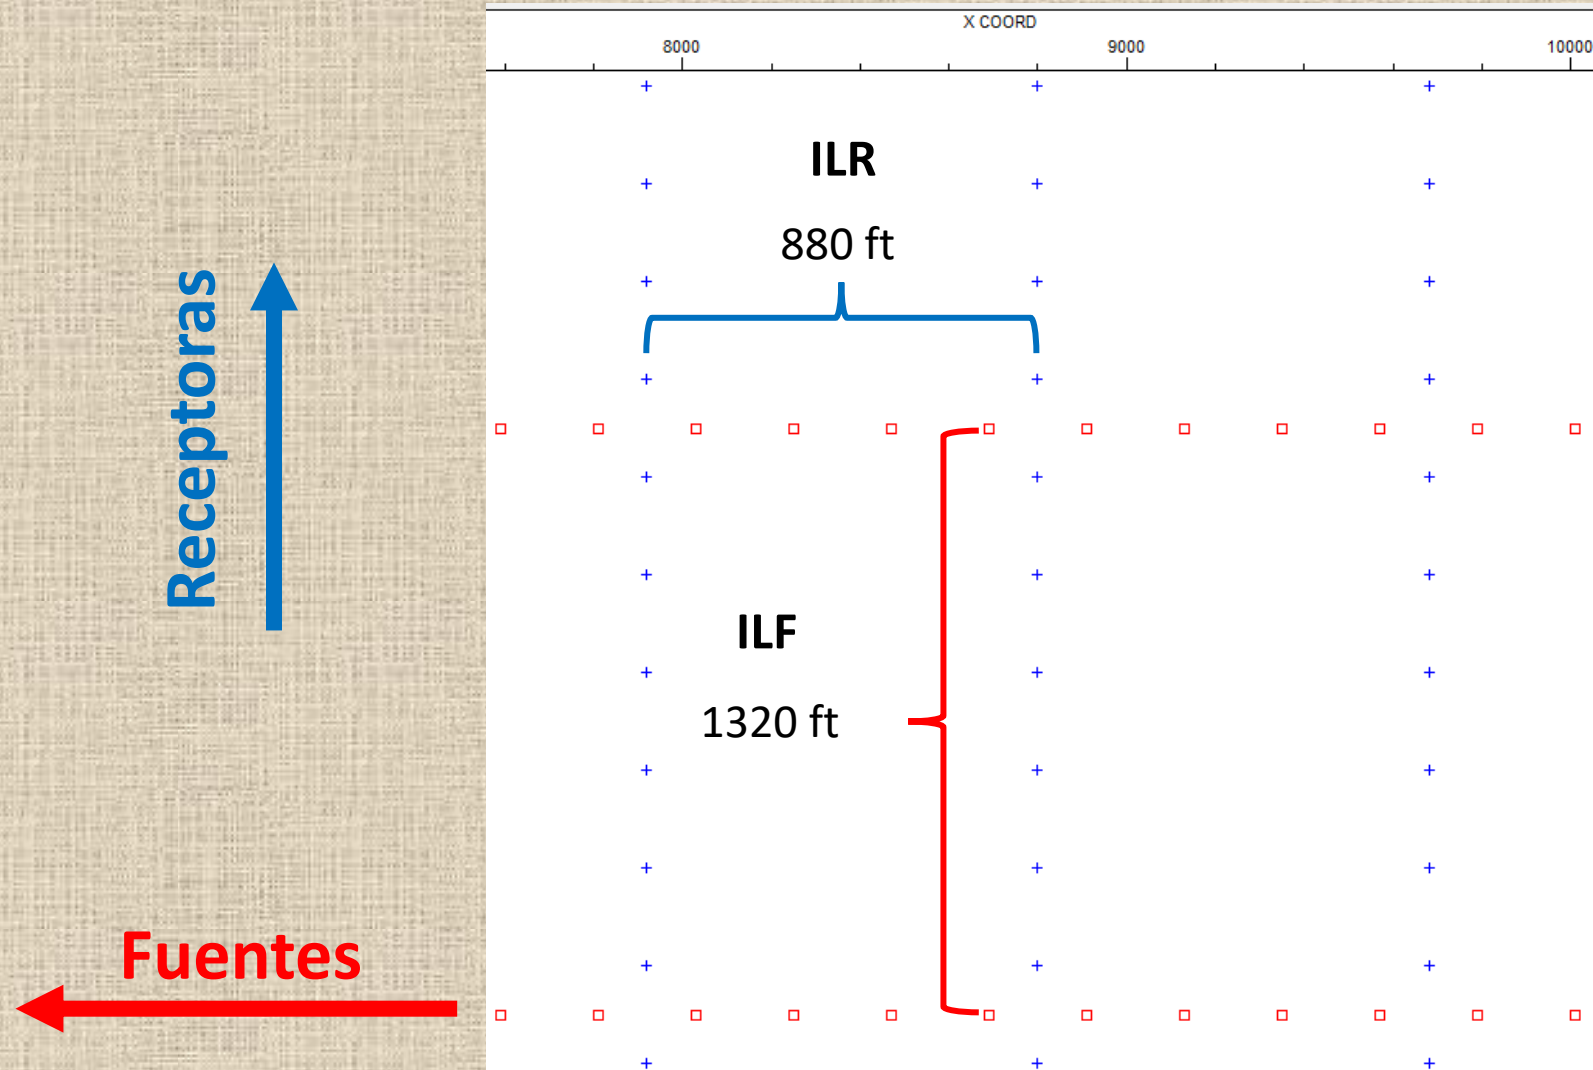 X COORD
8000 9000 10000
ILR
880 ft
Receptoras
ILF
1320 ft
Fuentes